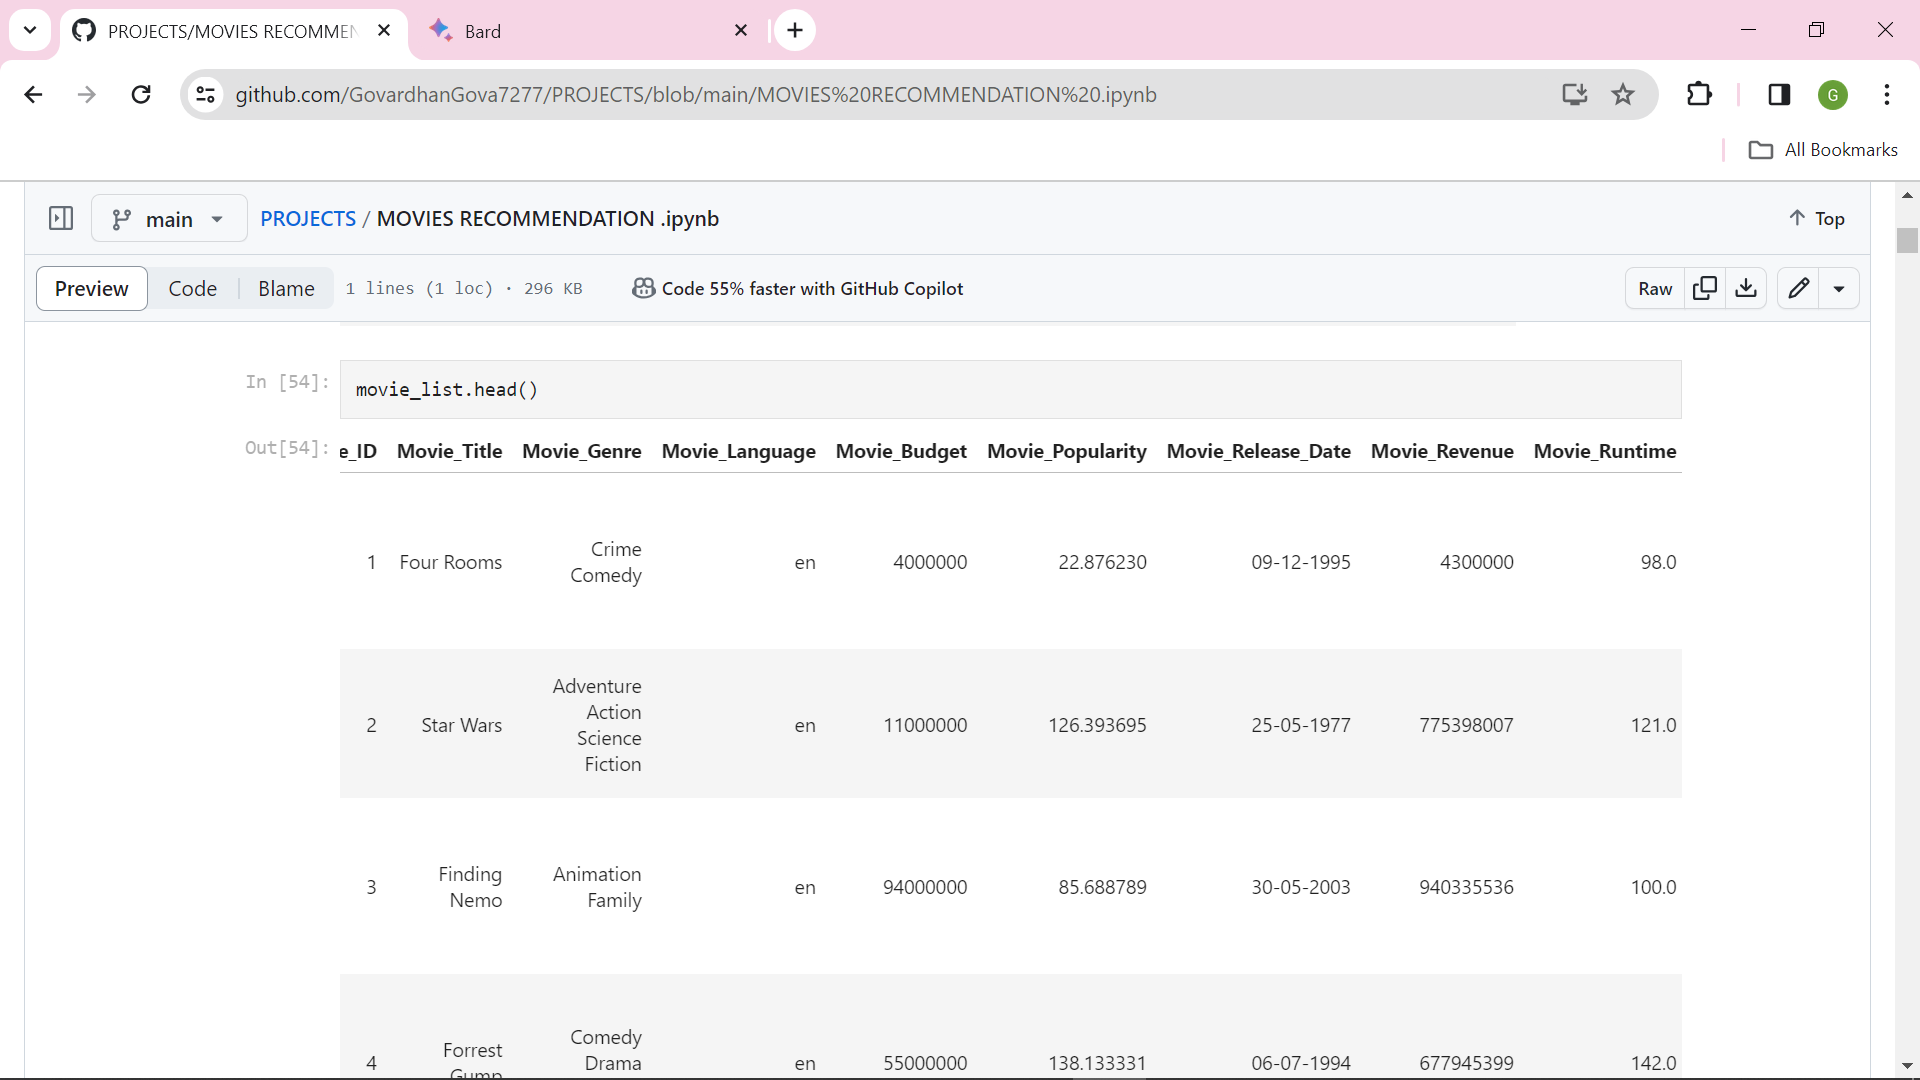 PROJECTS/MOVIES RECOMMEN
Bard
github.com/GovardhanGova7277/PROJECTS/blob/main/MOVIES%20RECOMMENDATION%20.ipynb
G
All Bookmarks
main
PROJECTS / MOVIES RECOMMENDATION .ipynb
Top
Preview Code Blame 1 lines (1 loc) · 296 KB Code 55% faster with GitHub Copilot Raw
In [54]: movie_list.head()
Out[54]: e_ID Movie_Title Movie_Genre Movie_Language Movie_Budget Movie_Popularity Movie_Release_Date Movie_Revenue Movie_Runtime
1 Four Rooms Crime Comedy en 4000000 22.876230 09-12-1995 4300000 98.0
2 Star Wars Adventure Action Science Fiction en 11000000 126.393695 25-05-1977 775398007 121.0
3 Finding Nemo Animation Family en 94000000 85.688789 30-05-2003 940335536 100.0
4 Forrest Gump Comedy Drama en 55000000 138.133331 06-07-1994 677945399 142.0